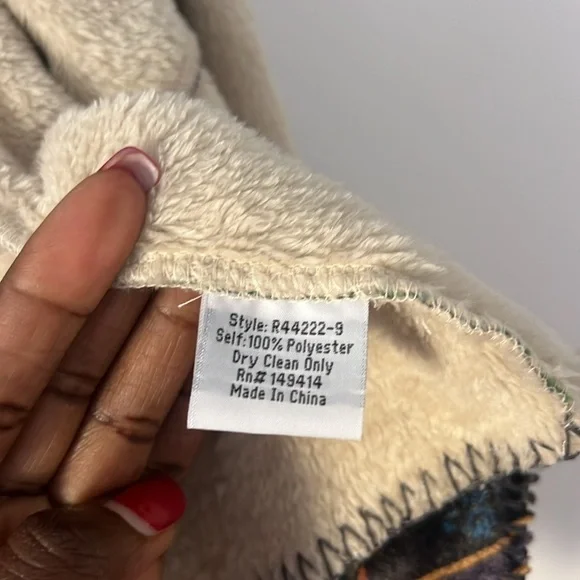 Style: R44222-9
Self:100% Polyester
Dry Clean Only
Rn# 149414
Made In China